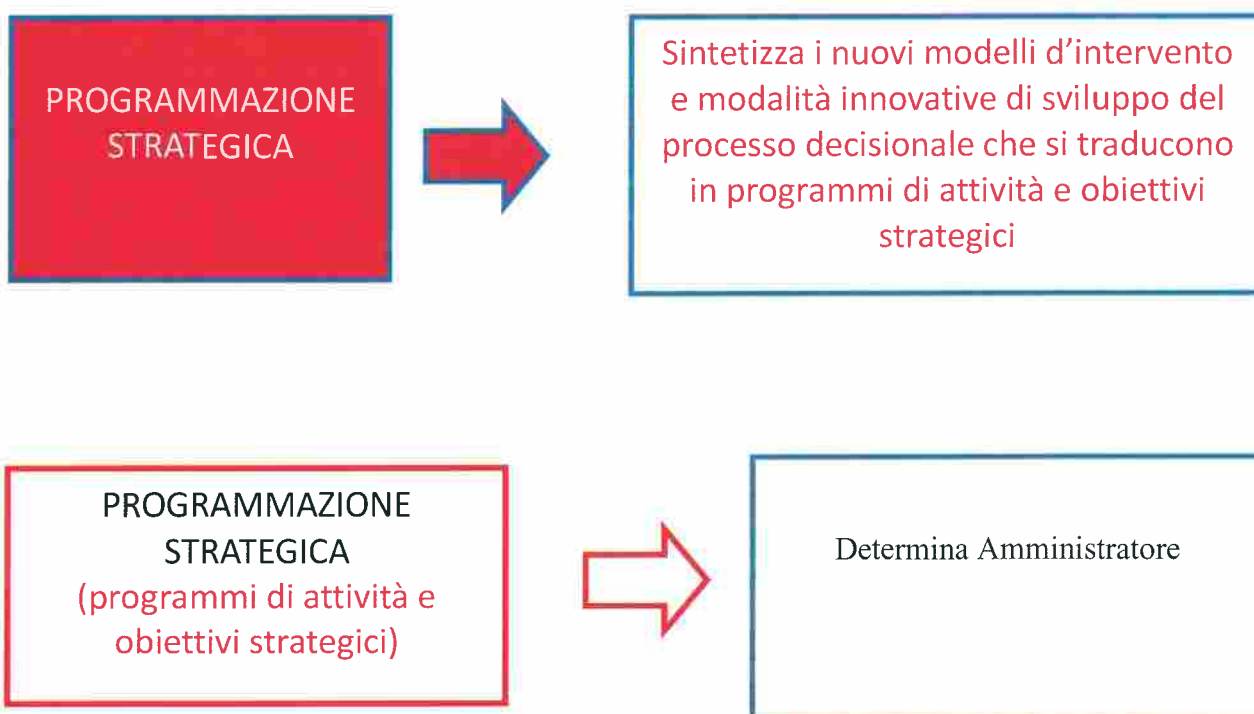 PROGRAMMAZIONE
STRATEGICA
Sintetizza i nuovi modelli d'intervento
e modalità innovative di sviluppo del
processo decisionale che si traducono
in programmi di attività e obiettivi
strategici
PROGRAMMAZIONE
STRATEGICA
(programmi di attività e
obiettivi strategici)
Determina Amministratore